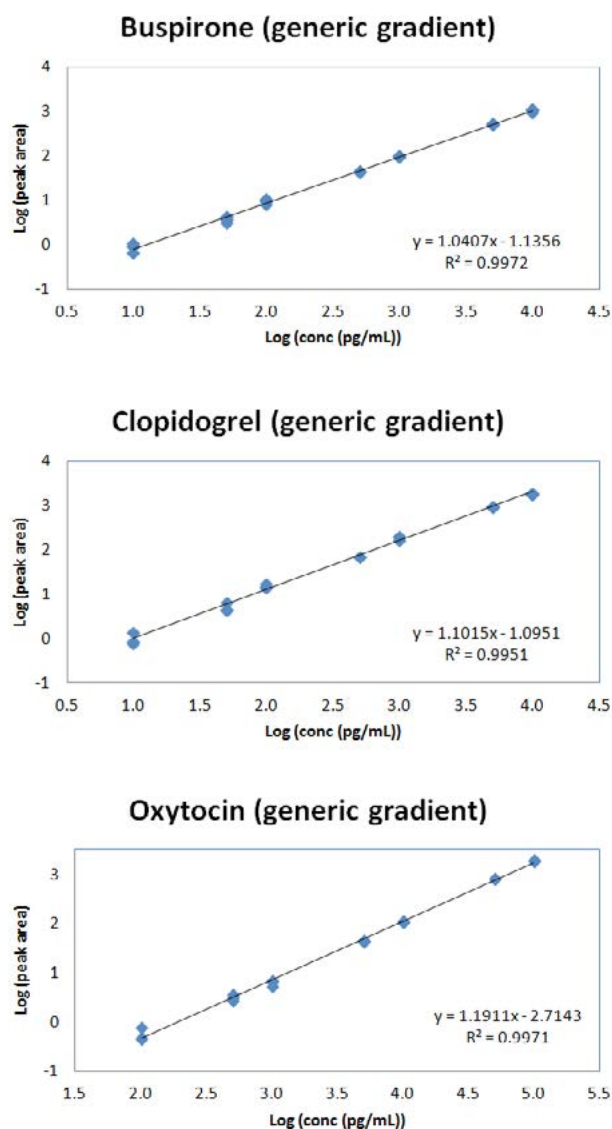 Buspirone (generic gradient)
4
3
2
1
0
-1
Log (peak area)
y = 1.0407x - 1.1356
R² = 0.9972
0.5 1.0 1.5 2.0 2.5 3.0 3.5 4.0 4.5
Log (conc (pg/mL))
Clopidogrel (generic gradient)
4
3
2
1
0
-1
Log (peak area)
y = 1.1015x - 1.0951
R² = 0.9951
0.5 1.0 1.5 2.0 2.5 3.0 3.5 4.0 4.5
Log (conc (pg/mL))
Oxytocin (generic gradient)
3
2
1
0
-1
Log (peak area)
y = 1.1911x - 2.7143
R² = 0.9971
1.5 2.0 2.5 3.0 3.5 4.0 4.5 5.0 5.5
Log (conc (pg/mL))